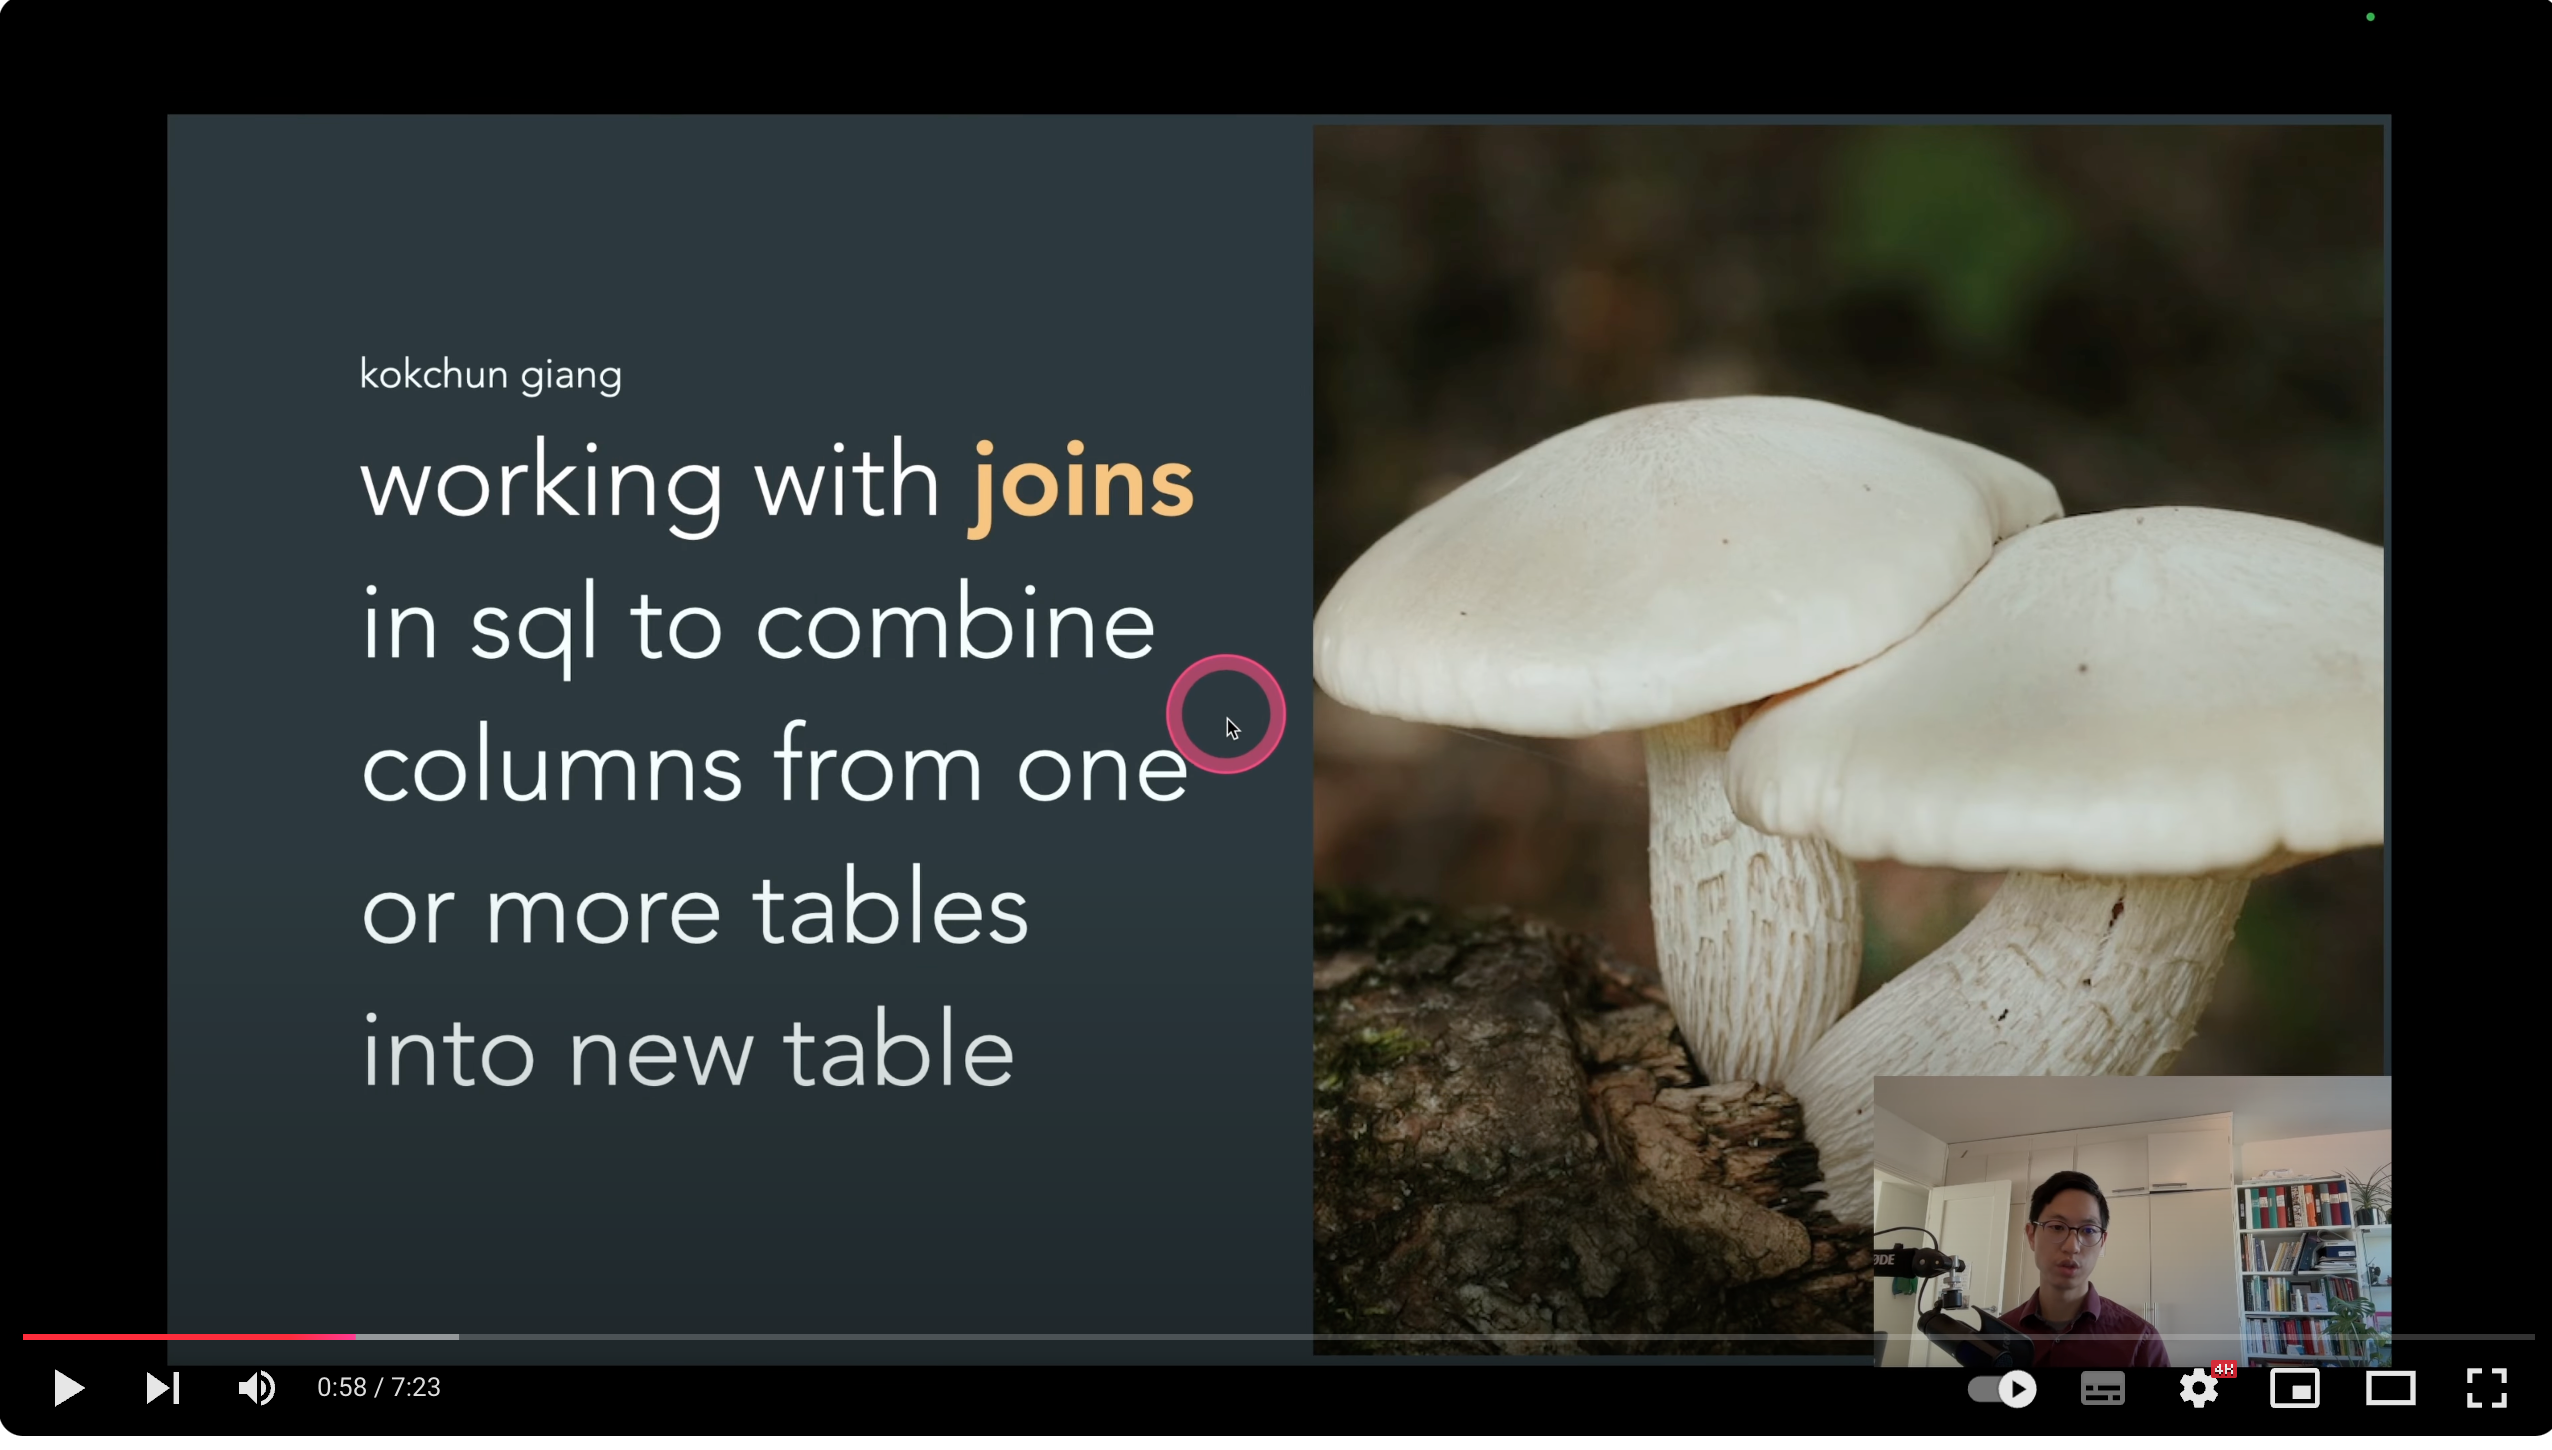 kokchun giang
working with joins
in sql to combine
columns from one
or more tables
into new table
ØDE
0:58 / 7:23
4K